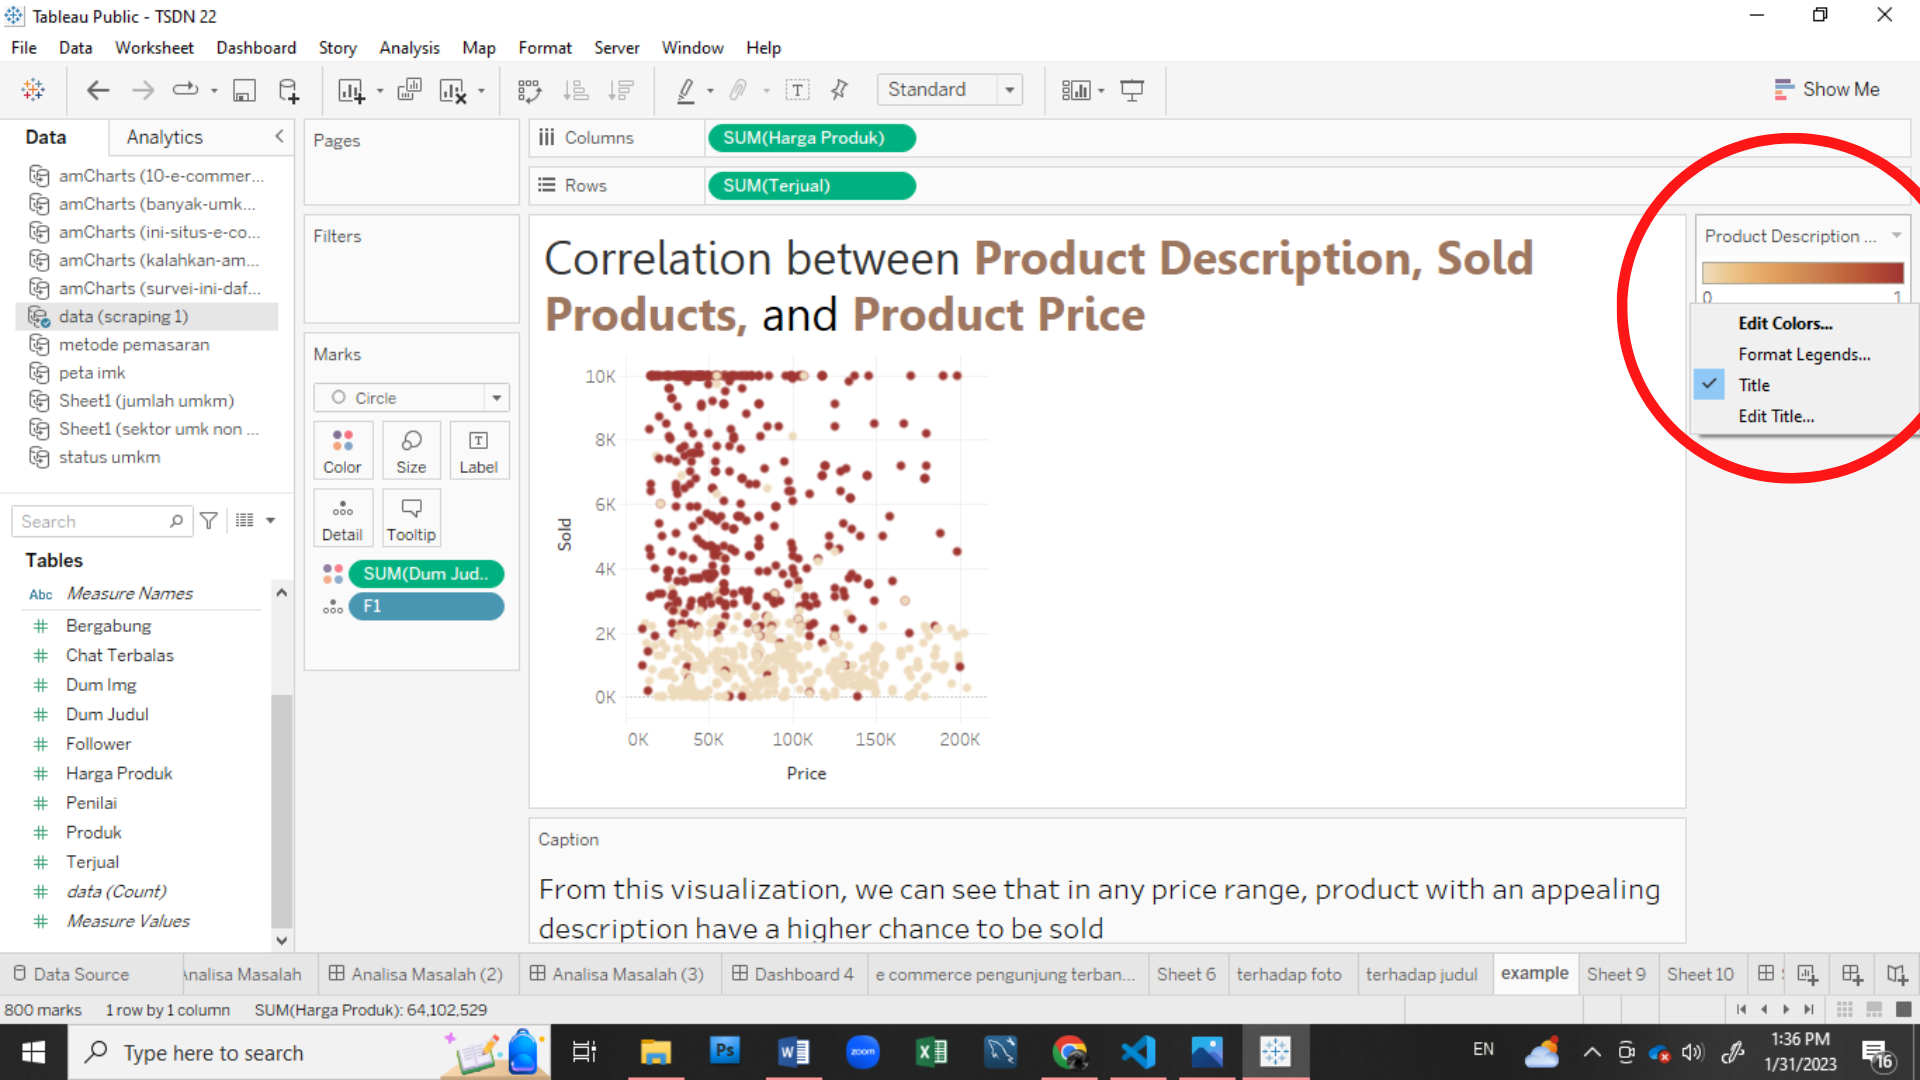 Tableau Public - TSDN 22
File Data Worksheet Dashboard Story Analysis Map Format Server Window Help
Standard
Show Me
Data Analytics
Pages
Columns SUM(Harga Produk)
Rows SUM(Terjual)
amCharts (10-e-commer...
amCharts (banyak-umk...
amCharts (ini-situs-e-co...
amCharts (kalahkan-am...
amCharts (survei-ini-daf...
data (scraping 1)
metode pemasaran
peta imk
Sheet1 (jumlah umkm)
Sheet1 (sektor umk non ...
status umkm
Search
Tables
Abc Measure Names
Bergabung
Chat Terbalas
Dum Img
Dum Judul
Follower
Harga Produk
Penilai
Produk
Terjual
data (Count)
Measure Values
Filters
Marks
Circle
Color Size Label
Detail Tooltip
SUM(Dum Jud..
F1
Correlation between Product Description, Sold
Products, and Product Price
10K
8K
6K
4K
2K
0K
Sold
0K 50K 100K 150K 200K
Price
Product Description ...
0 1
Edit Colors...
Format Legends...
Title
Edit Title...
Caption
From this visualization, we can see that in any price range, product with an appealing
description have a higher chance to be sold
Data Source nalisa Masalah Analisa Masalah (2) Analisa Masalah (3) Dashboard 4 e commerce pengunjung terban... Sheet 6 terhadap foto terhadap judul example Sheet 9 Sheet 10
800 marks 1 row by 1 column SUM(Harga Produk): 64,102,529
Type here to search
Ps
zoom
EN
1:36 PM
1/31/2023
16